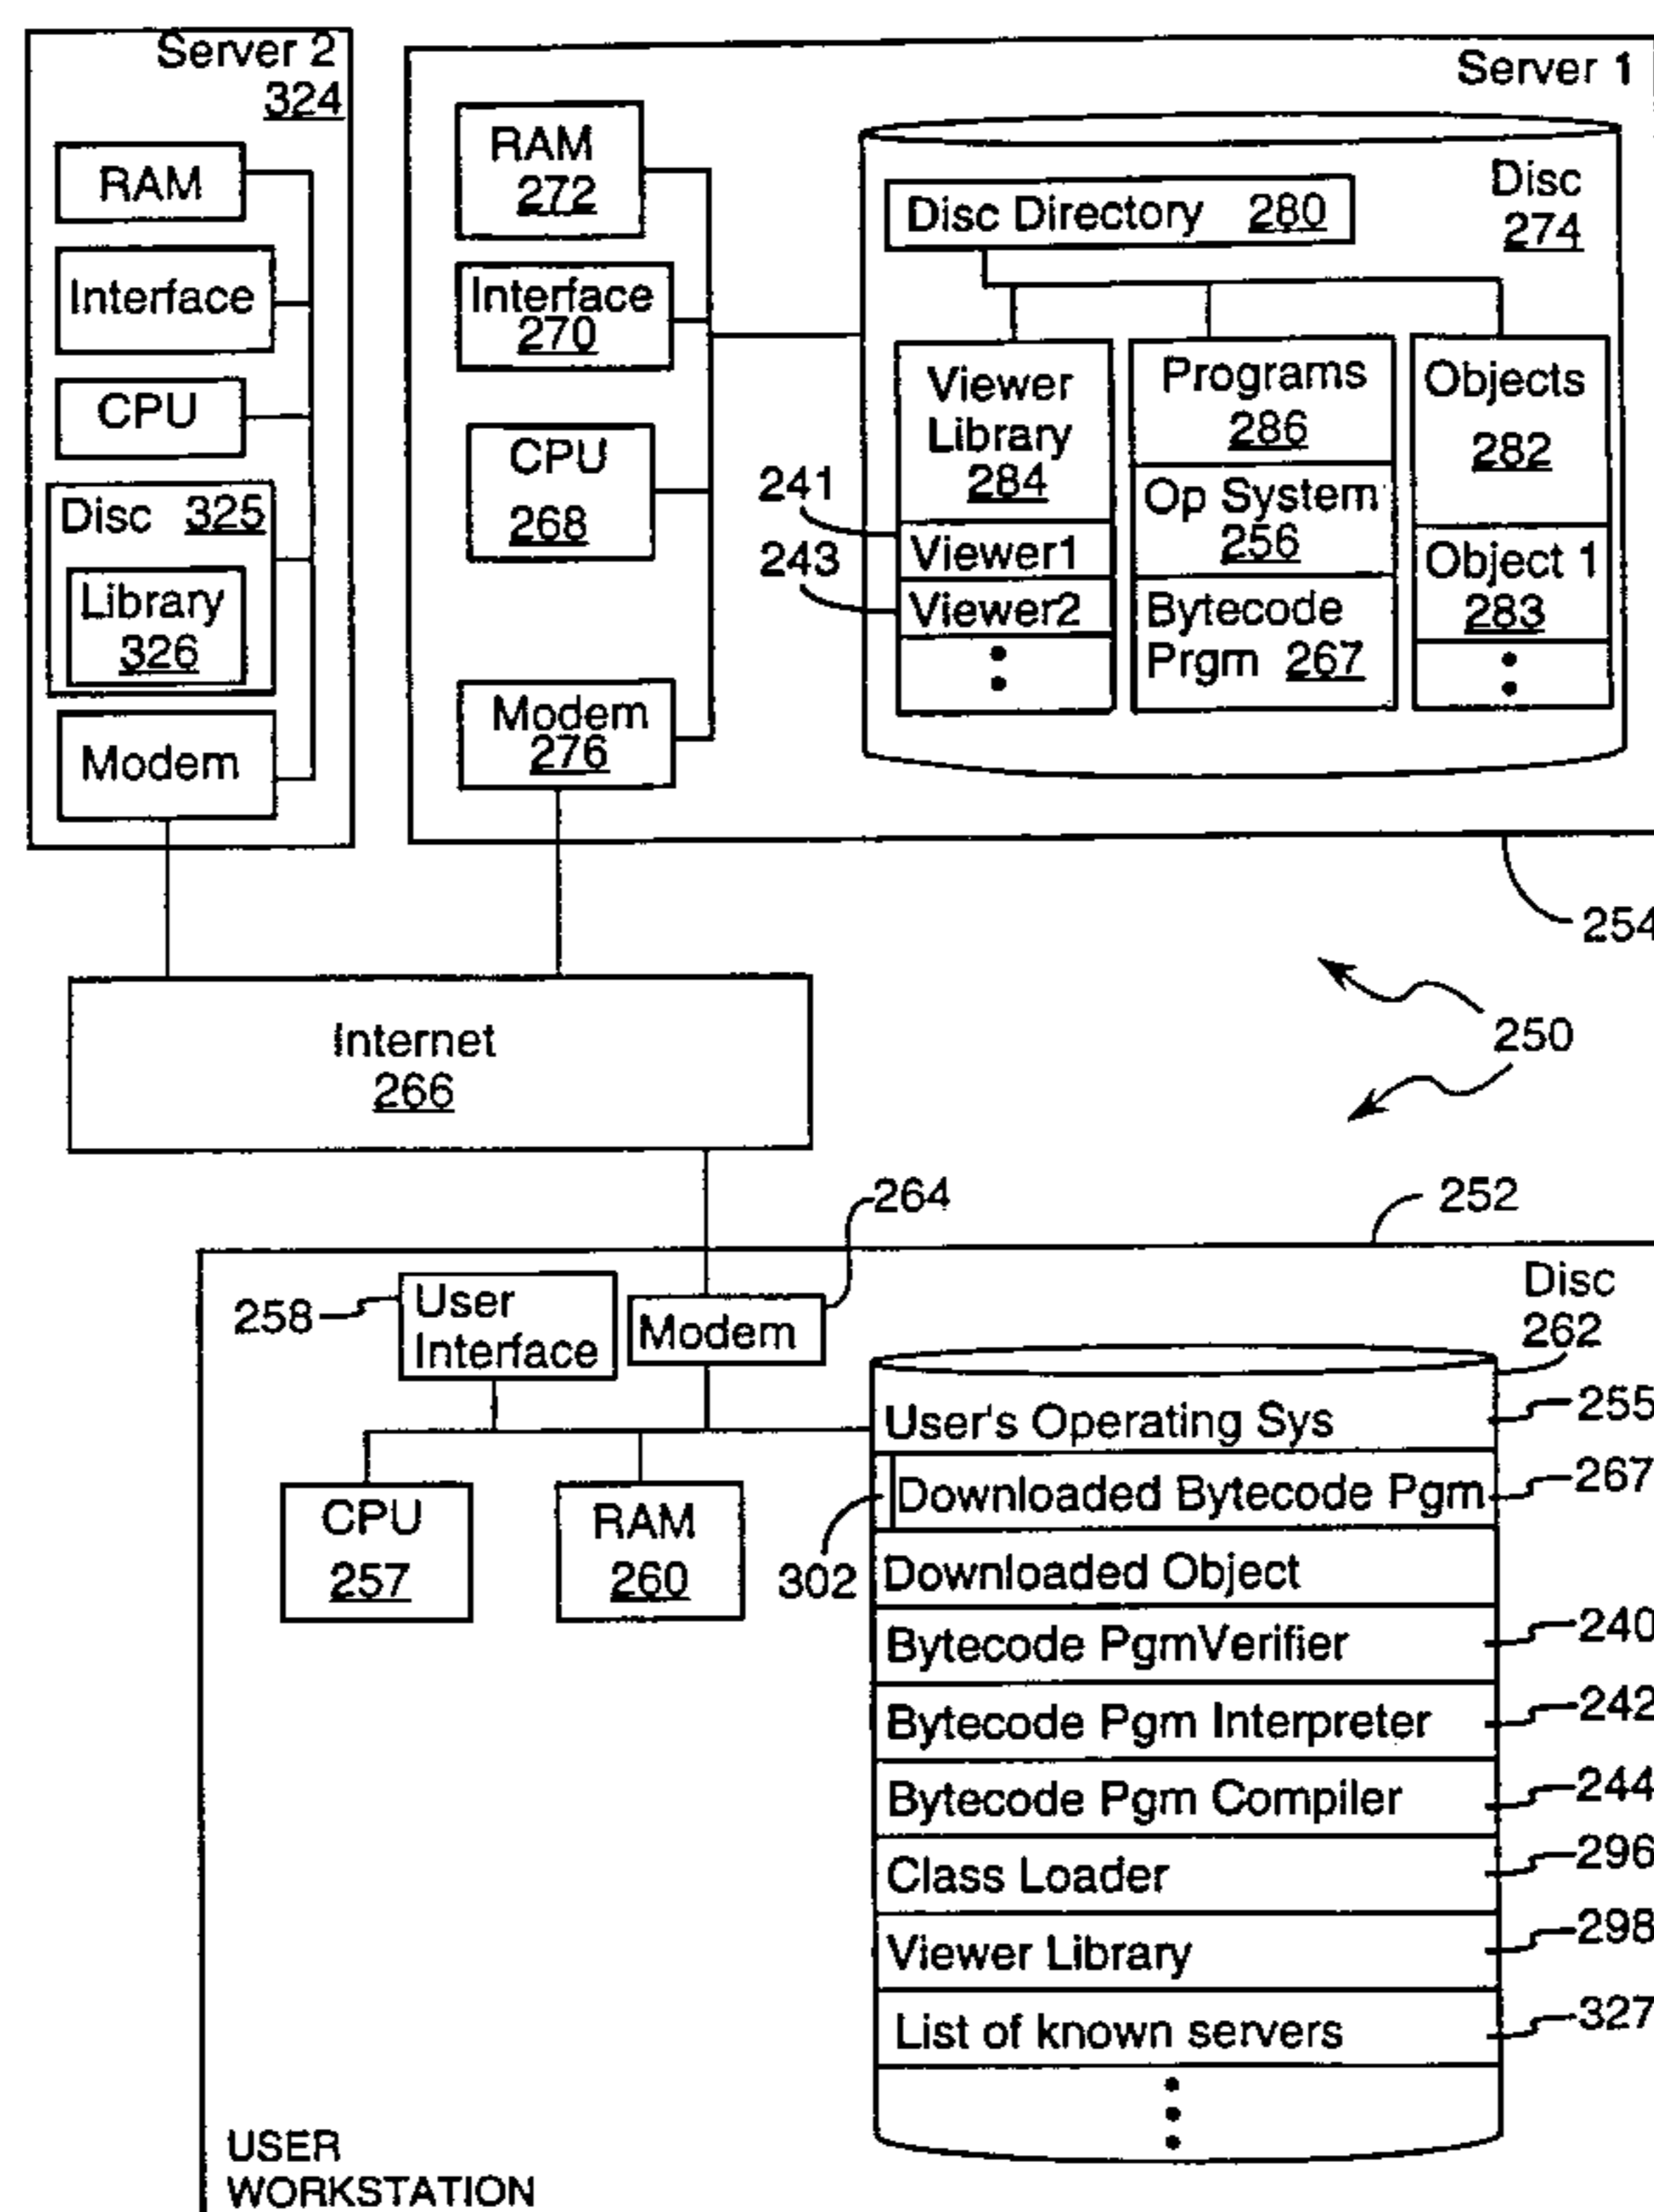 Server 2
324
RAM
Interface
CPU
Disc 325
Library
326
Modem
Server 1
RAM
272
Interface
270
CPU
268
Modem
276
Disc
274
Disc Directory 280
Viewer
Library
284
241
Viewer1
243
Viewer2
Programs
286
Op System
256
Bytecode
Prgm 267
Objects
282
Object 1
283
254
250
Internet
266
264
252
258
User
Interface
Modem
CPU
257
RAM
260
Disc
262
User's Operating Sys
255
Downloaded Bytecode Pgm
267
302
Downloaded Object
Bytecode PgmVerifier
240
Bytecode Pgm Interpreter
242
Bytecode Pgm Compiler
244
Class Loader
296
Viewer Library
298
List of known servers
327
USER
WORKSTATION